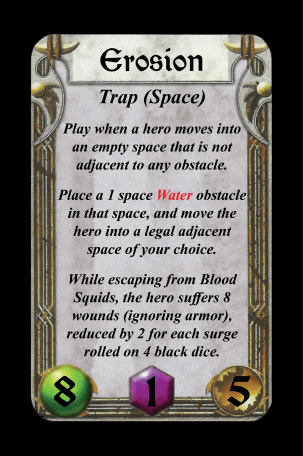 Erosion
Trap (Space)
Play when a hero moves into
an empty space that is not
adjacent to any obstacle.
Place a 1 space Water obstacle
in that space, and move the
hero into a legal adjacent
space of your choice.
While escaping from Blood
Squids, the hero suffers 8
wounds (ignoring armor),
reduced by 2 for each surge
rolled on 4 black dice.
8 1 5